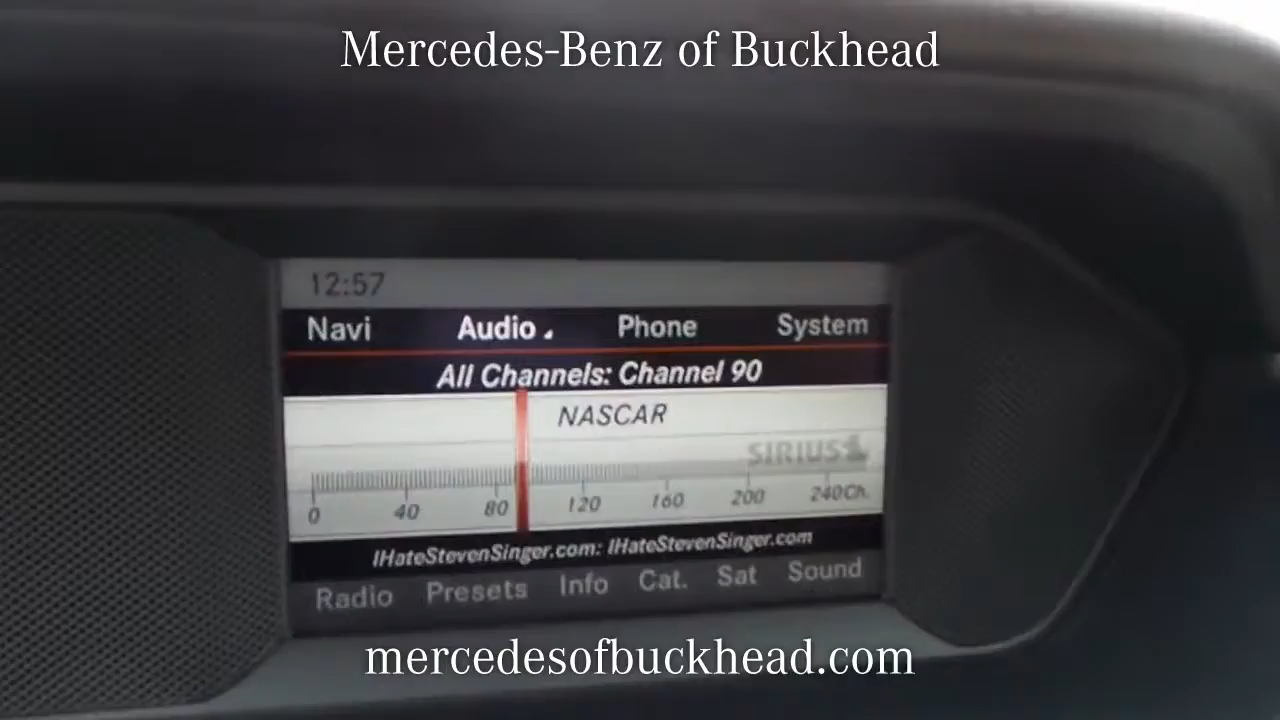 Mercedes-Benz of Buckhead
12:57
Navi Audio Phone System
All Channels: Channel 90
NASCAR
SIRIUS
0 40 80 120 160 200 240Ch.
IHateStevenSinger.com: IHateStevenSinger.com
Radio Presets Info Cat. Sat Sound
mercedesofbuckhead.com